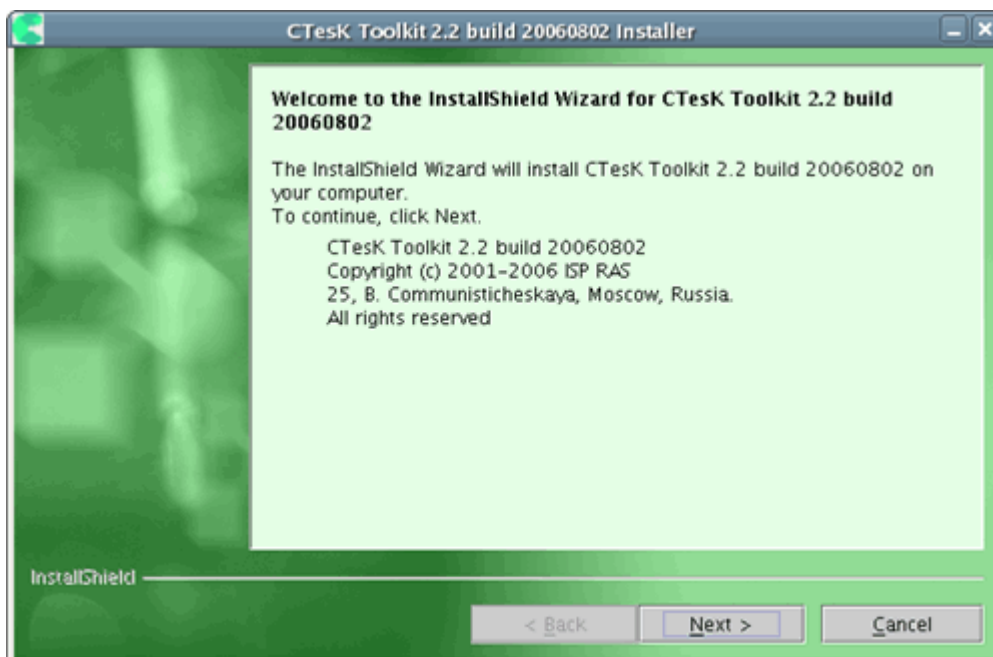 CTesK Toolkit 2.2 build 20060802 Installer
Welcome to the InstallShield Wizard for CTesK Toolkit 2.2 build
20060802
The InstallShield Wizard will install CTesK Toolkit 2.2 build 20060802 on
your computer.
To continue, click Next.
CTesK Toolkit 2.2 build 20060802
Copyright (c) 2001-2006 ISP RAS
25, B. Communisticheskaya, Moscow, Russia.
All rights reserved
InstallShield
< Back
Next >
Cancel